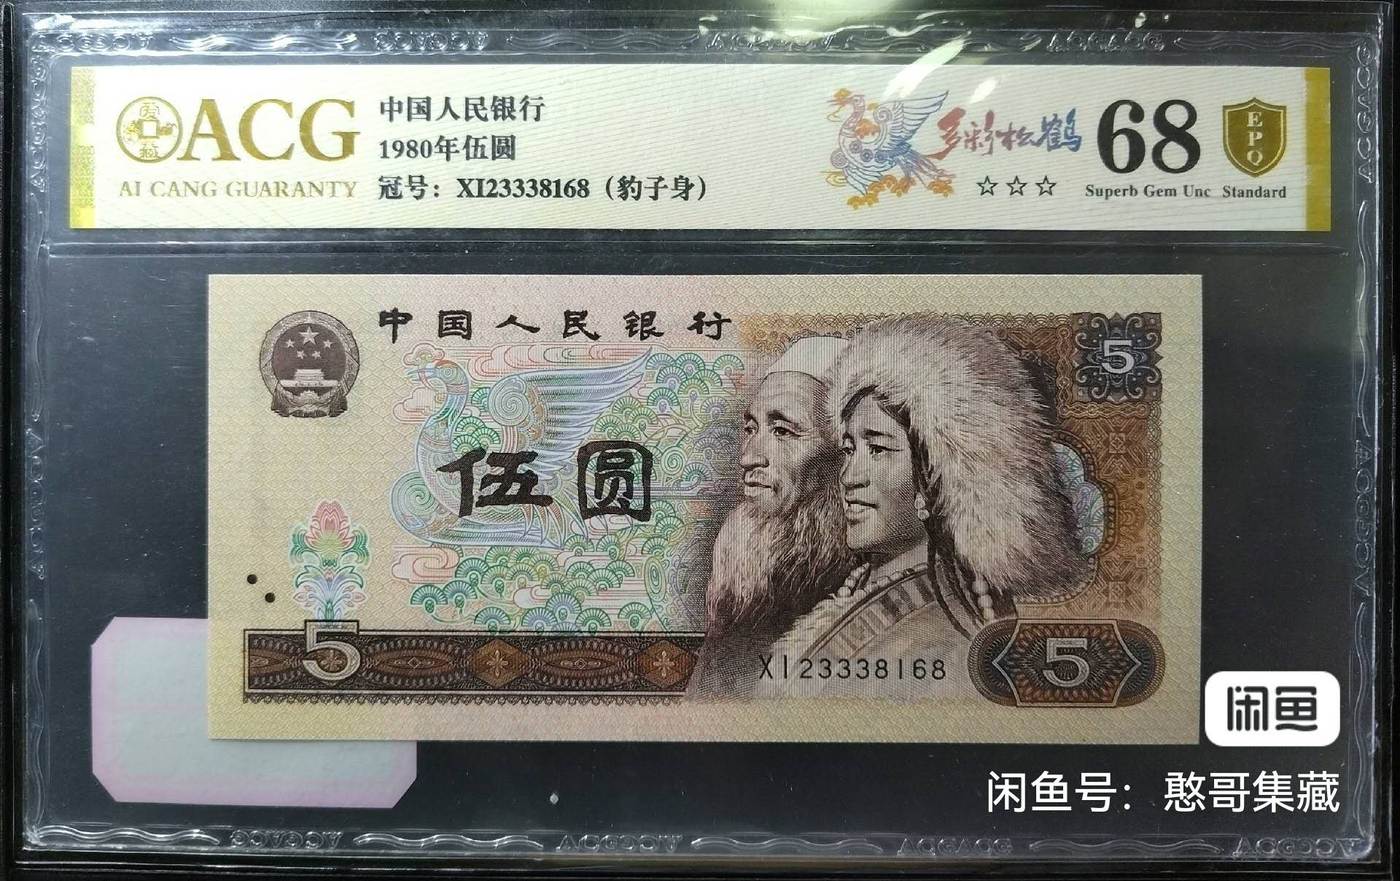 ACG
AI CANG GUARANTY
中国人民银行
1980年伍圆
冠号：XI23338168（豹子身）
多彩松鹤
☆☆☆
68
Superb Gem Unc
EPQ
Standard
中国人民银行
5
伍圆
5
XI23338168
5
闲鱼
闲鱼号：憨哥集藏